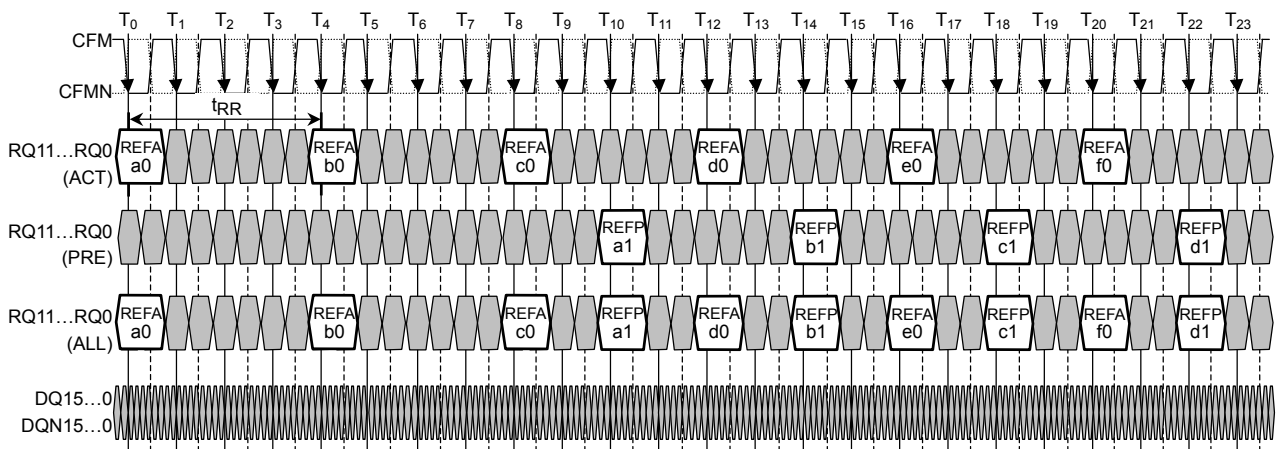 T0 T1 T2 T3 T4 T5 T6 T7 T8 T9 T10 T11 T12 T13 T14 T15 T16 T17 T18 T19 T20 T21 T22 T23
CFM
CFMN
tRR
RQ11...RQ0
(ACT)
REFA a0
REFA b0
REFA c0
REFA d0
REFA e0
REFA f0
RQ11...RQ0
(PRE)
REFP a1
REFP b1
REFP c1
REFP d1
RQ11...RQ0
(ALL)
REFA a0
REFA b0
REFA c0
REFP a1
REFA d0
REFP b1
REFA e0
REFP c1
REFA f0
REFP d1
DQ15...0
DQN15...0